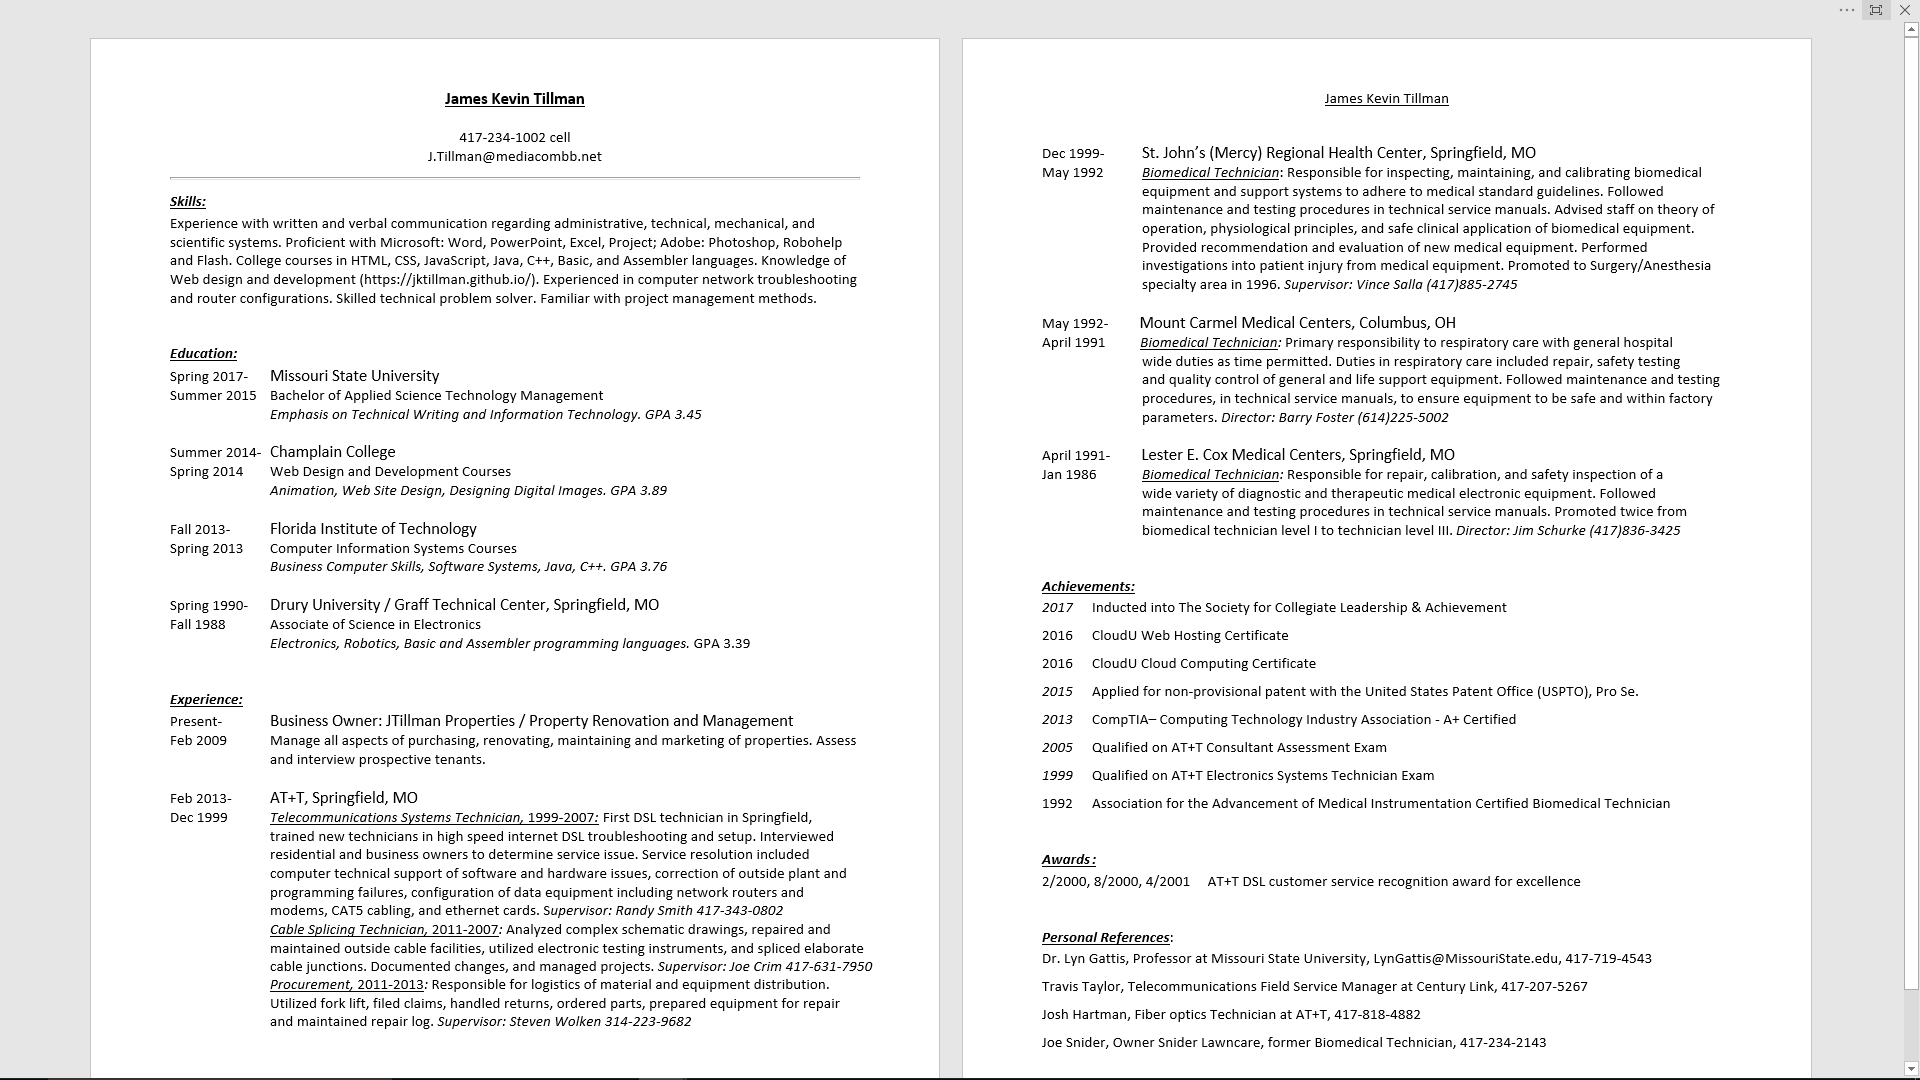 James Kevin Tillman
417-234-1002 cell
J.Tillman@mediacombb.net
Skills:
Experience with written and verbal communication regarding administrative, technical, mechanical, and
scientific systems. Proficient with Microsoft: Word, PowerPoint, Excel, Project; Adobe: Photoshop, Robohelp
and Flash. College courses in HTML, CSS, JavaScript, Java, C++, Basic, and Assembler languages. Knowledge of
Web design and development (https://jktillman.github.io/). Experienced in computer network troubleshooting
and router configurations. Skilled technical problem solver. Familiar with project management methods.
Education:
Spring 2017- Missouri State University
Summer 2015 Bachelor of Applied Science Technology Management
Emphasis on Technical Writing and Information Technology. GPA 3.45
Summer 2014- Champlain College
Spring 2014 Web Design and Development Courses
Animation, Web Site Design, Designing Digital Images. GPA 3.89
Fall 2013- Florida Institute of Technology
Spring 2013 Computer Information Systems Courses
Business Computer Skills, Software Systems, Java, C++. GPA 3.76
Spring 1990- Drury University / Graff Technical Center, Springfield, MO
Fall 1988 Associate of Science in Electronics
Electronics, Robotics, Basic and Assembler programming languages. GPA 3.39
Experience:
Present- Business Owner: JTillman Properties / Property Renovation and Management
Feb 2009 Manage all aspects of purchasing, renovating, maintaining and marketing of properties. Assess
and interview prospective tenants.
Feb 2013- AT+T, Springfield, MO
Dec 1999 Telecommunications Systems Technician, 1999-2007: First DSL technician in Springfield,
trained new technicians in high speed internet DSL troubleshooting and setup. Interviewed
residential and business owners to determine service issue. Service resolution included
computer technical support of software and hardware issues, correction of outside plant and
programming failures, configuration of data equipment including network routers and
modems, CAT5 cabling, and ethernet cards. Supervisor: Randy Smith 417-343-0802
Cable Splicing Technician, 2011-2007: Analyzed complex schematic drawings, repaired and
maintained outside cable facilities, utilized electronic testing instruments, and spliced elaborate
cable junctions. Documented changes, and managed projects. Supervisor: Joe Crim 417-631-7950
Procurement, 2011-2013: Responsible for logistics of material and equipment distribution.
Utilized fork lift, filed claims, handled returns, ordered parts, prepared equipment for repair
and maintained repair log. Supervisor: Steven Wolken 314-223-9682
James Kevin Tillman
Dec 1999- St. John’s (Mercy) Regional Health Center, Springfield, MO
May 1992 Biomedical Technician: Responsible for inspecting, maintaining, and calibrating biomedical
equipment and support systems to adhere to medical standard guidelines. Followed
maintenance and testing procedures in technical service manuals. Advised staff on theory of
operation, physiological principles, and safe clinical application of biomedical equipment.
Provided recommendation and evaluation of new medical equipment. Performed
investigations into patient injury from medical equipment. Promoted to Surgery/Anesthesia
specialty area in 1996. Supervisor: Vince Salla (417)885-2745
May 1992- Mount Carmel Medical Centers, Columbus, OH
April 1991 Biomedical Technician: Primary responsibility to respiratory care with general hospital
wide duties as time permitted. Duties in respiratory care included repair, safety testing
and quality control of general and life support equipment. Followed maintenance and testing
procedures, in technical service manuals, to ensure equipment to be safe and within factory
parameters. Director: Barry Foster (614)225-5002
April 1991- Lester E. Cox Medical Centers, Springfield, MO
Jan 1986 Biomedical Technician: Responsible for repair, calibration, and safety inspection of a
wide variety of diagnostic and therapeutic medical electronic equipment. Followed
maintenance and testing procedures in technical service manuals. Promoted twice from
biomedical technician level I to technician level III. Director: Jim Schurke (417)836-3425
Achievements:
2017 Inducted into The Society for Collegiate Leadership & Achievement
2016 CloudU Web Hosting Certificate
2016 CloudU Cloud Computing Certificate
2015 Applied for non-provisional patent with the United States Patent Office (USPTO), Pro Se.
2013 CompTIA– Computing Technology Industry Association - A+ Certified
2005 Qualified on AT+T Consultant Assessment Exam
1999 Qualified on AT+T Electronics Systems Technician Exam
1992 Association for the Advancement of Medical Instrumentation Certified Biomedical Technician
Awards:
2/2000, 8/2000, 4/2001 AT+T DSL customer service recognition award for excellence
Personal References:
Dr. Lyn Gattis, Professor at Missouri State University, LynGattis@MissouriState.edu, 417-719-4543
Travis Taylor, Telecommunications Field Service Manager at Century Link, 417-207-5267
Josh Hartman, Fiber optics Technician at AT+T, 417-818-4882
Joe Snider, Owner Snider Lawncare, former Biomedical Technician, 417-234-2143